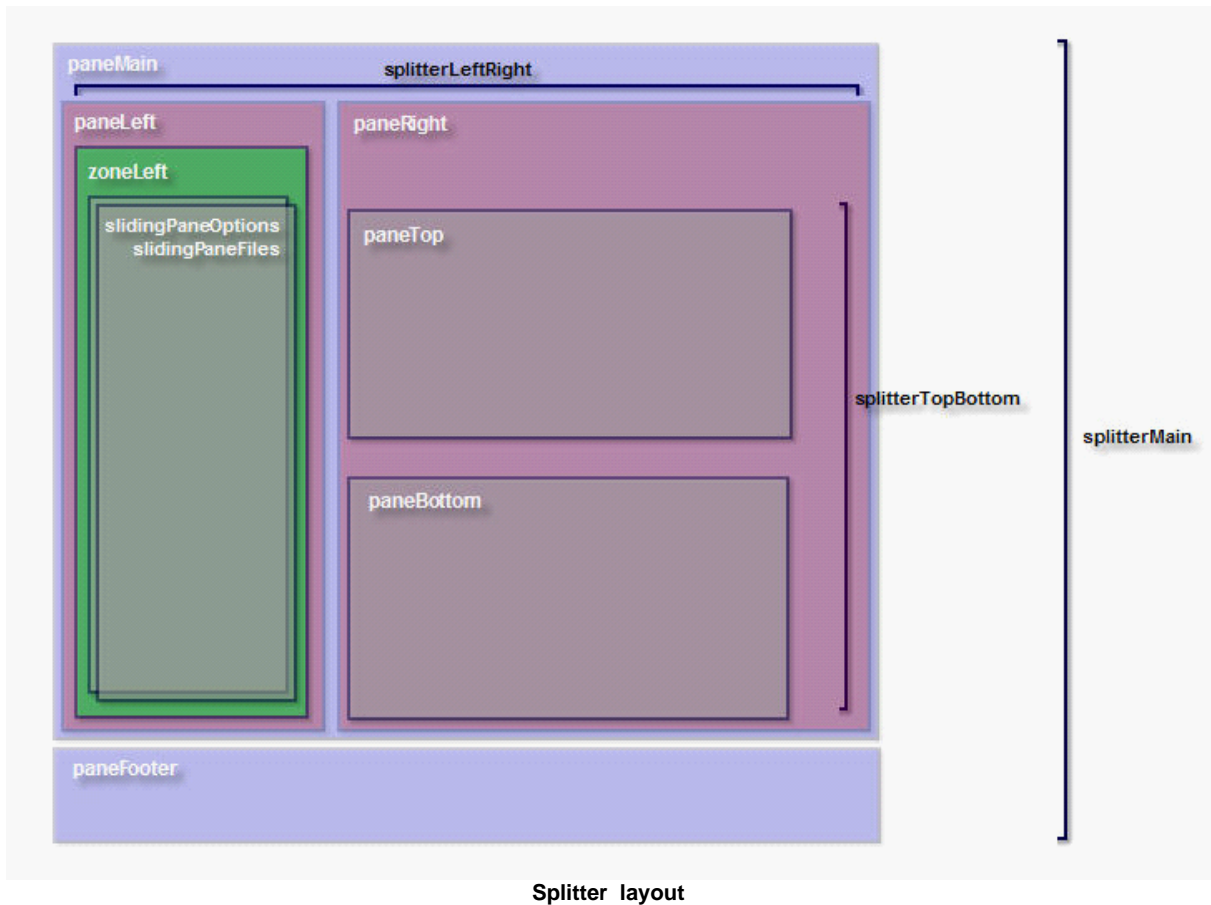 paneMain
splitterLeftRight
paneLeft
paneRight
zoneLeft
slidingPaneOptions
slidingPaneFiles
paneTop
splitterTopBottom
splitterMain
paneBottom
paneFooter
Splitter layout